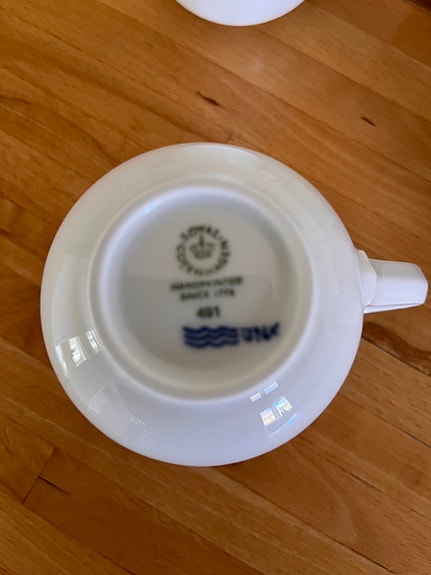 ROYAL
COPENHAGEN
HANDPAINTED
SINCE 1775
491